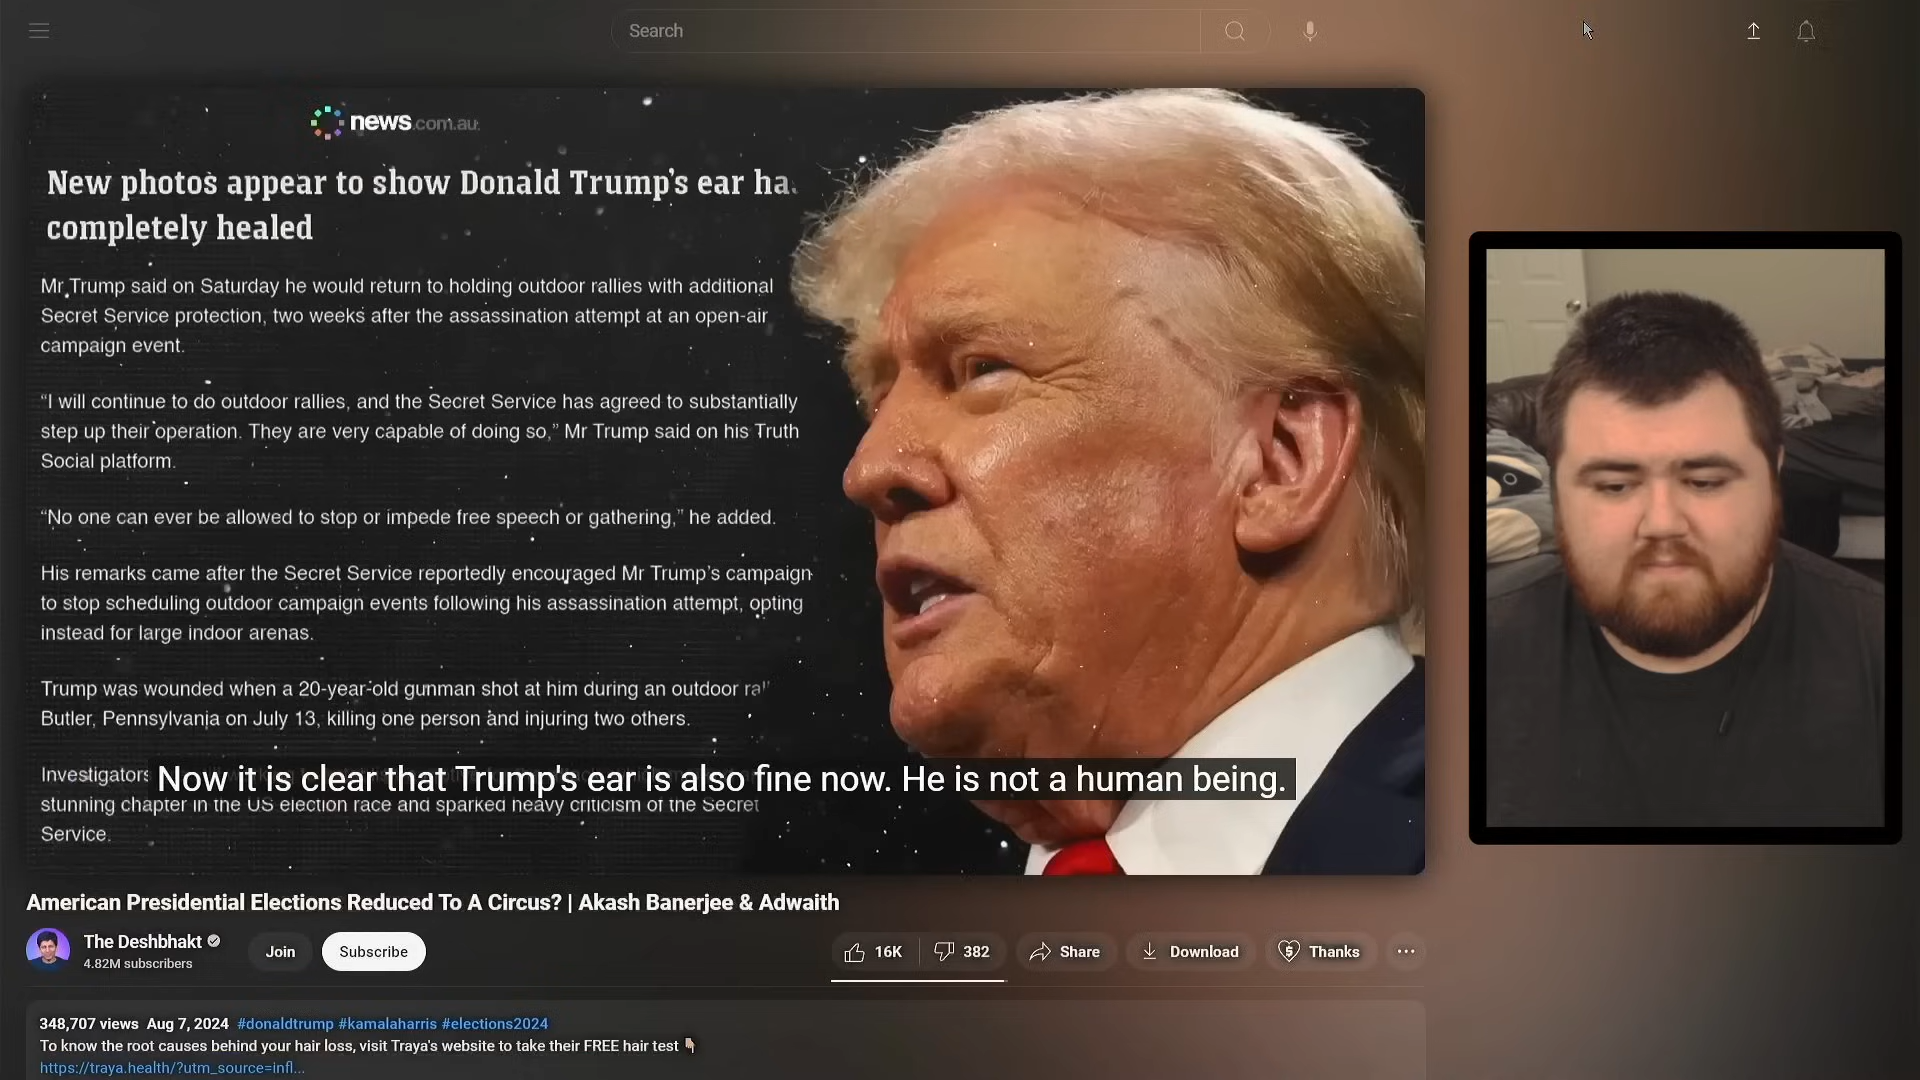 Search
news.com.au
New photos appear to show Donald Trump's ear ha
completely healed
Mr Trump said on Saturday he would return to holding outdoor rallies with additional
Secret Service protection, two weeks after the assassination attempt at an open-air
campaign event.
“I will continue to do outdoor rallies, and the Secret Service has agreed to substantially
step up their operation. They are very capable of doing so,” Mr Trump said on his Truth
Social platform.
“No one can ever be allowed to stop or impede free speech or gathering,” he added.
His remarks came after the Secret Service reportedly encouraged Mr Trump’s campaign
to stop scheduling outdoor campaign events following his assassination attempt, opting
instead for large indoor arenas.
Trump was wounded when a 20-year-old gunman shot at him during an outdoor
Butler, Pennsylvania on July 13, killing one person and injuring two others.
Investigators
Now it is clear that Trump's ear is also fine now. He is not a human being.
stunning chapter in the US election race and sparked heavy criticism of the Secret
Service.
American Presidential Elections Reduced To A Circus? | Akash Banerjee & Adwaith
The Deshbhakt
4.82M subscribers
Join
Subscribe
16K
382
Share
Download
Thanks
348,707 views Aug 7, 2024 #donaldtrump #kamalaharris #elections2024
To know the root causes behind your hair loss, visit Traya's website to take their FREE hair test
https://traya.health/?utm_source=infl...